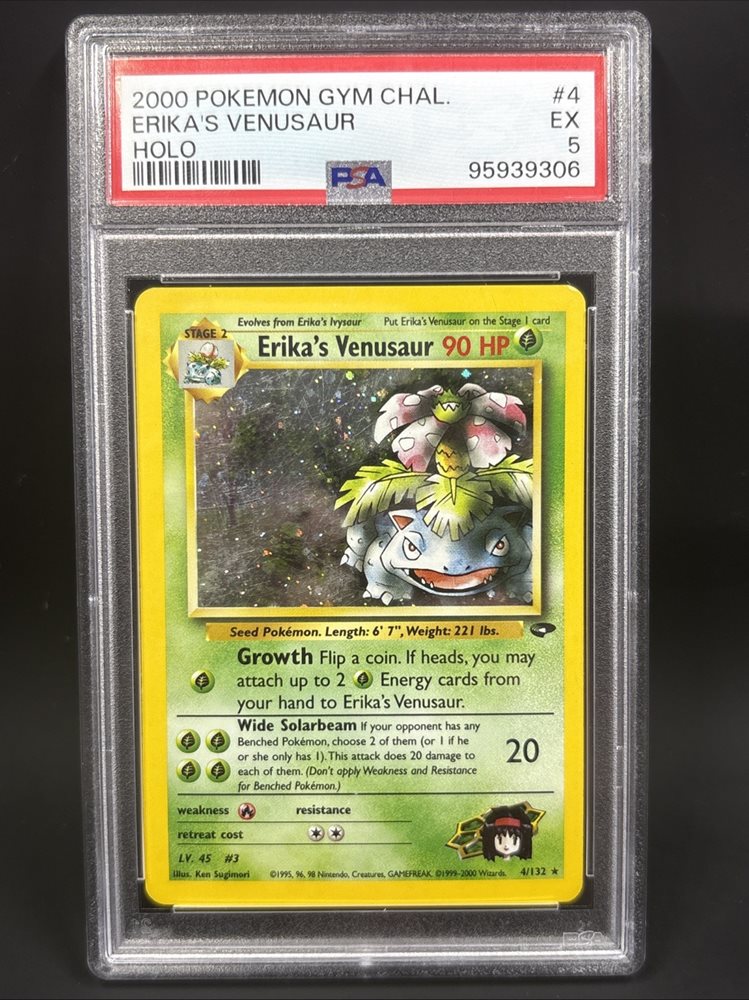 2000 POKEMON GYM CHAL. #4
ERIKA'S VENUSAUR EX
HOLO 5
PSA 95939306
Evolves from Erika's Ivysaur Put Erika's Venusaur on the Stage 1 card
STAGE 2
Erika's Venusaur 90 HP
Seed Pokémon. Length: 6' 7", Weight: 221 lbs.
Growth Flip a coin. If heads, you may
attach up to 2 Energy cards from
your hand to Erika's Venusaur.
Wide Solarbeam If your opponent has any
Benched Pokémon, choose 2 of them (or 1 if he
or she only has 1). This attack does 20 damage to
each of them. (Don't apply Weakness and Resistance
for Benched Pokémon.)
20
weakness resistance
retreat cost
LV. 45 #3
Illus. Ken Sugimori ©1995, 96, 98 Nintendo, Creatures, GAMEFREAK. ©1999-2000 Wizards. 4/132 ★